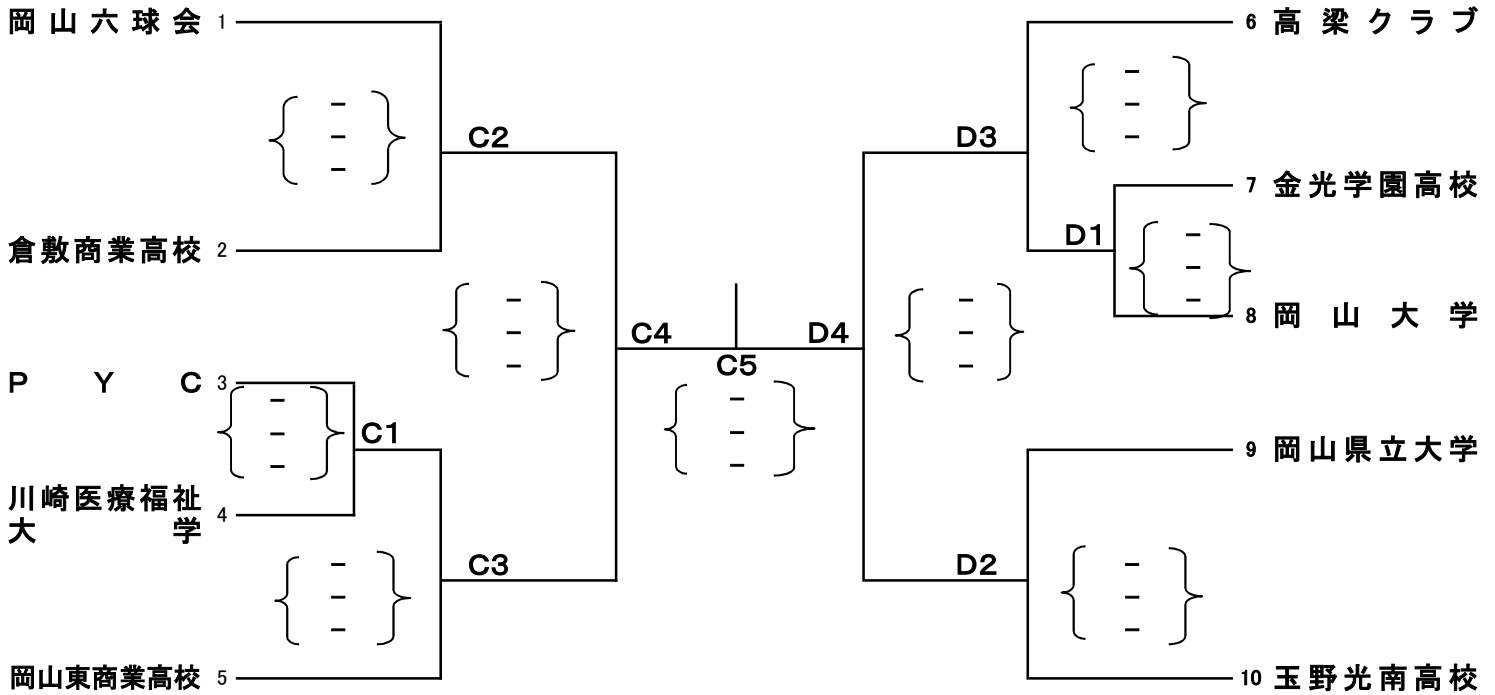 岡山六球会 1
6 高梁クラブ
{ - - - }
{ - - - }
C2
D3
7 金光学園高校
倉敷商業高校 2
D1
{ - - - }
8 岡山大学
{ - - - }
{ - - - }
C4
D4
C5
PYC 3
{ - - - }
{ - - - }
C1
9 岡山県立大学
川崎医療福祉
大学 4
C3
D2
{ - - - }
{ - - - }
岡山東商業高校 5
10 玉野光南高校